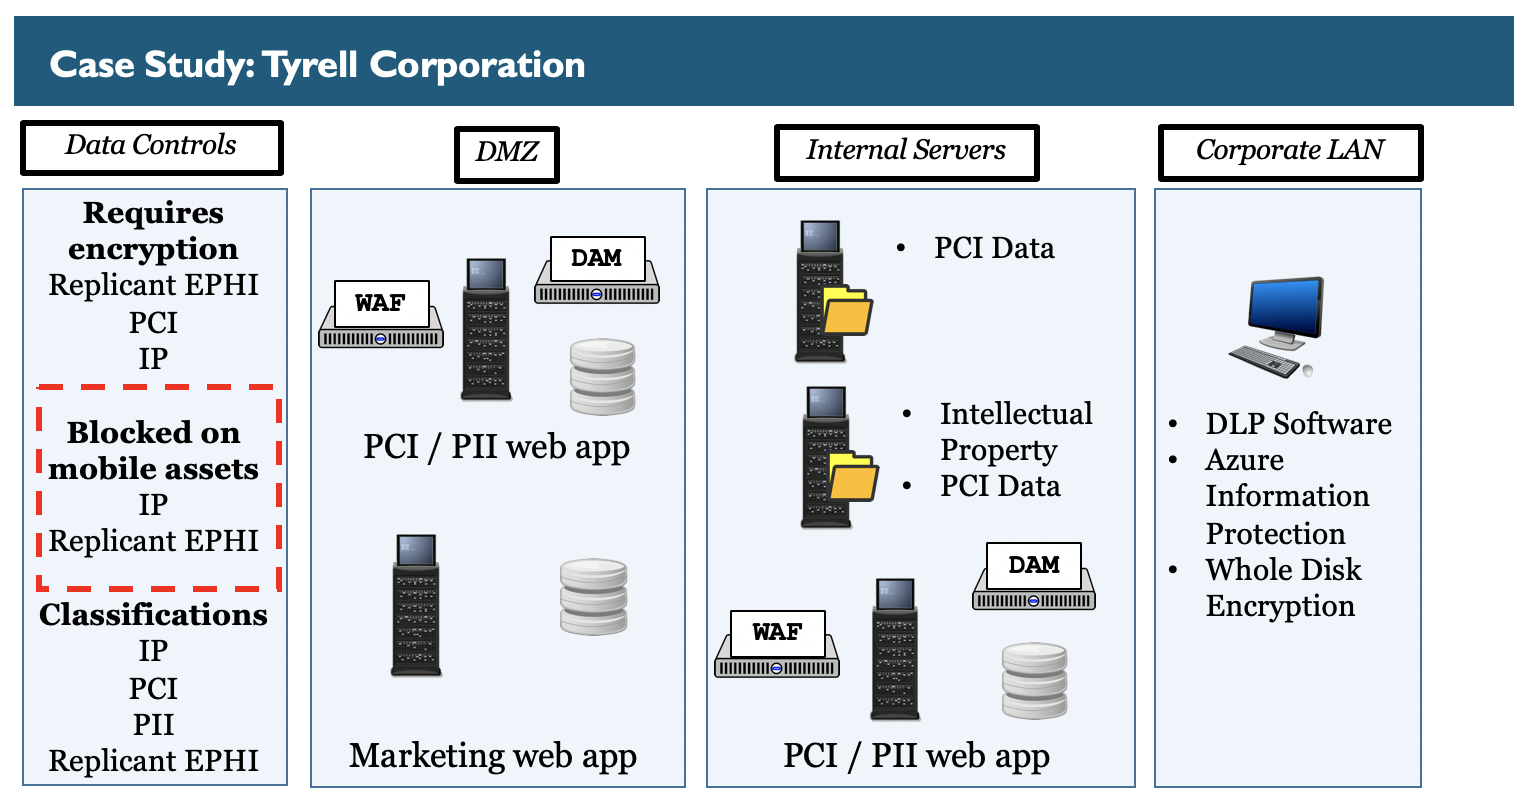 Case Study: Tyrell Corporation
Data Controls
Requires
encryption
Replicant EPHI
PCI
IP
Blocked on
mobile assets
IP
Replicant EPHI
Classifications
IP
PCI
PII
Replicant EPHI
DMZ
WAF
DAM
PCI / PII web app
Marketing web app
Internal Servers
• PCI Data
• Intellectual
Property
• PCI Data
WAF
DAM
PCI / PII web app
Corporate LAN
• DLP Software
• Azure
Information
Protection
• Whole Disk
Encryption